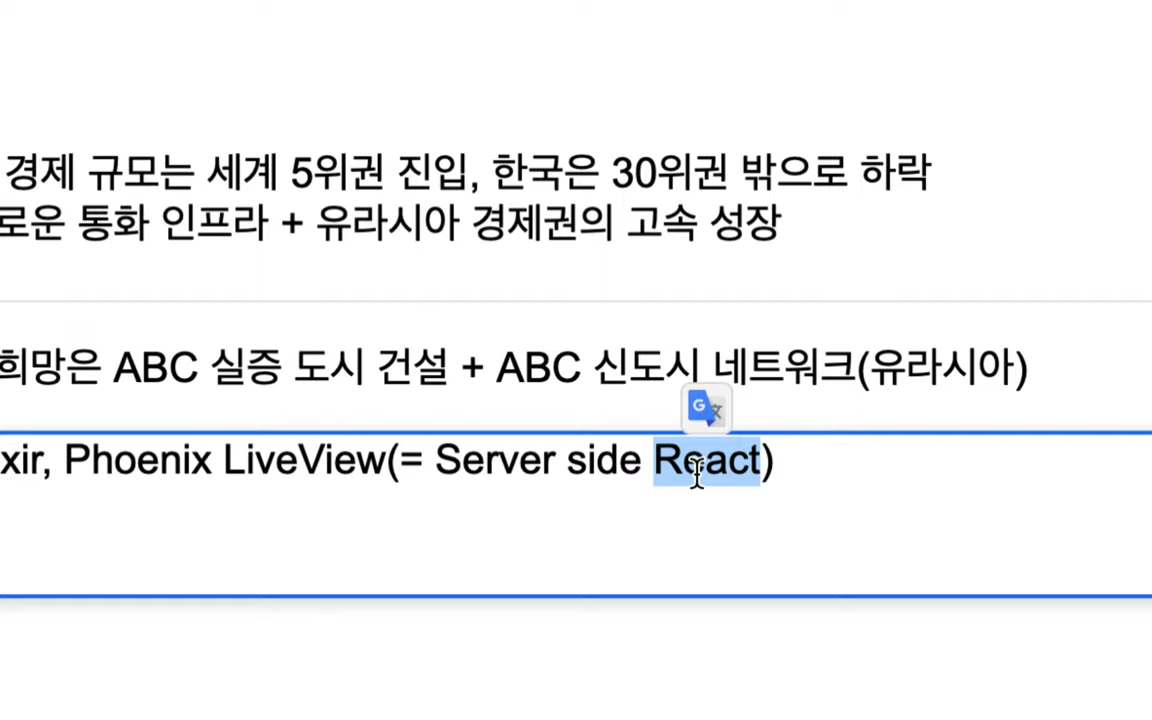 경제 규모는 세계 5위권 진입, 한국은 30위권 밖으로 하락
로운 통화 인프라 + 유라시아 경제권의 고속 성장
희망은 ABC 실증 도시 건설 + ABC 신도시 네트워크(유라시아)
xir, Phoenix LiveView(= Server side React)